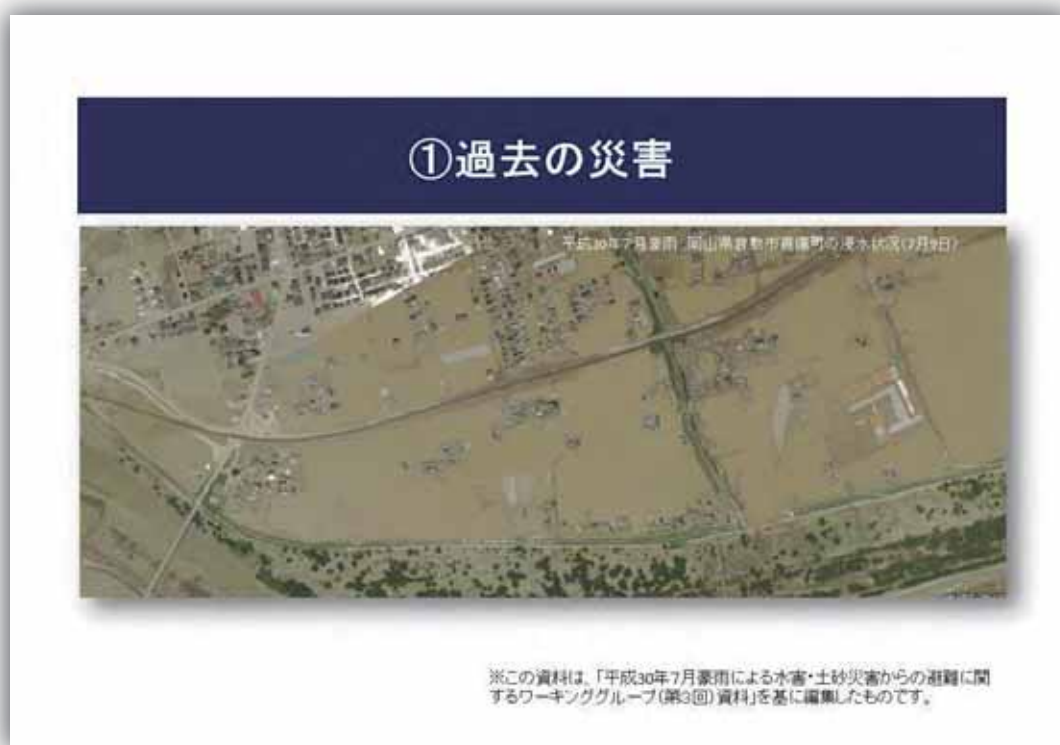 ①過去の災害
平成30年7月豪雨 岡山県倉敷市真備町の浸水状況(7月9日)
※この資料は、「平成30年7月豪雨による水害・土砂災害からの避難に関
するワーキンググループ(第3回)資料」を基に編集したものです。